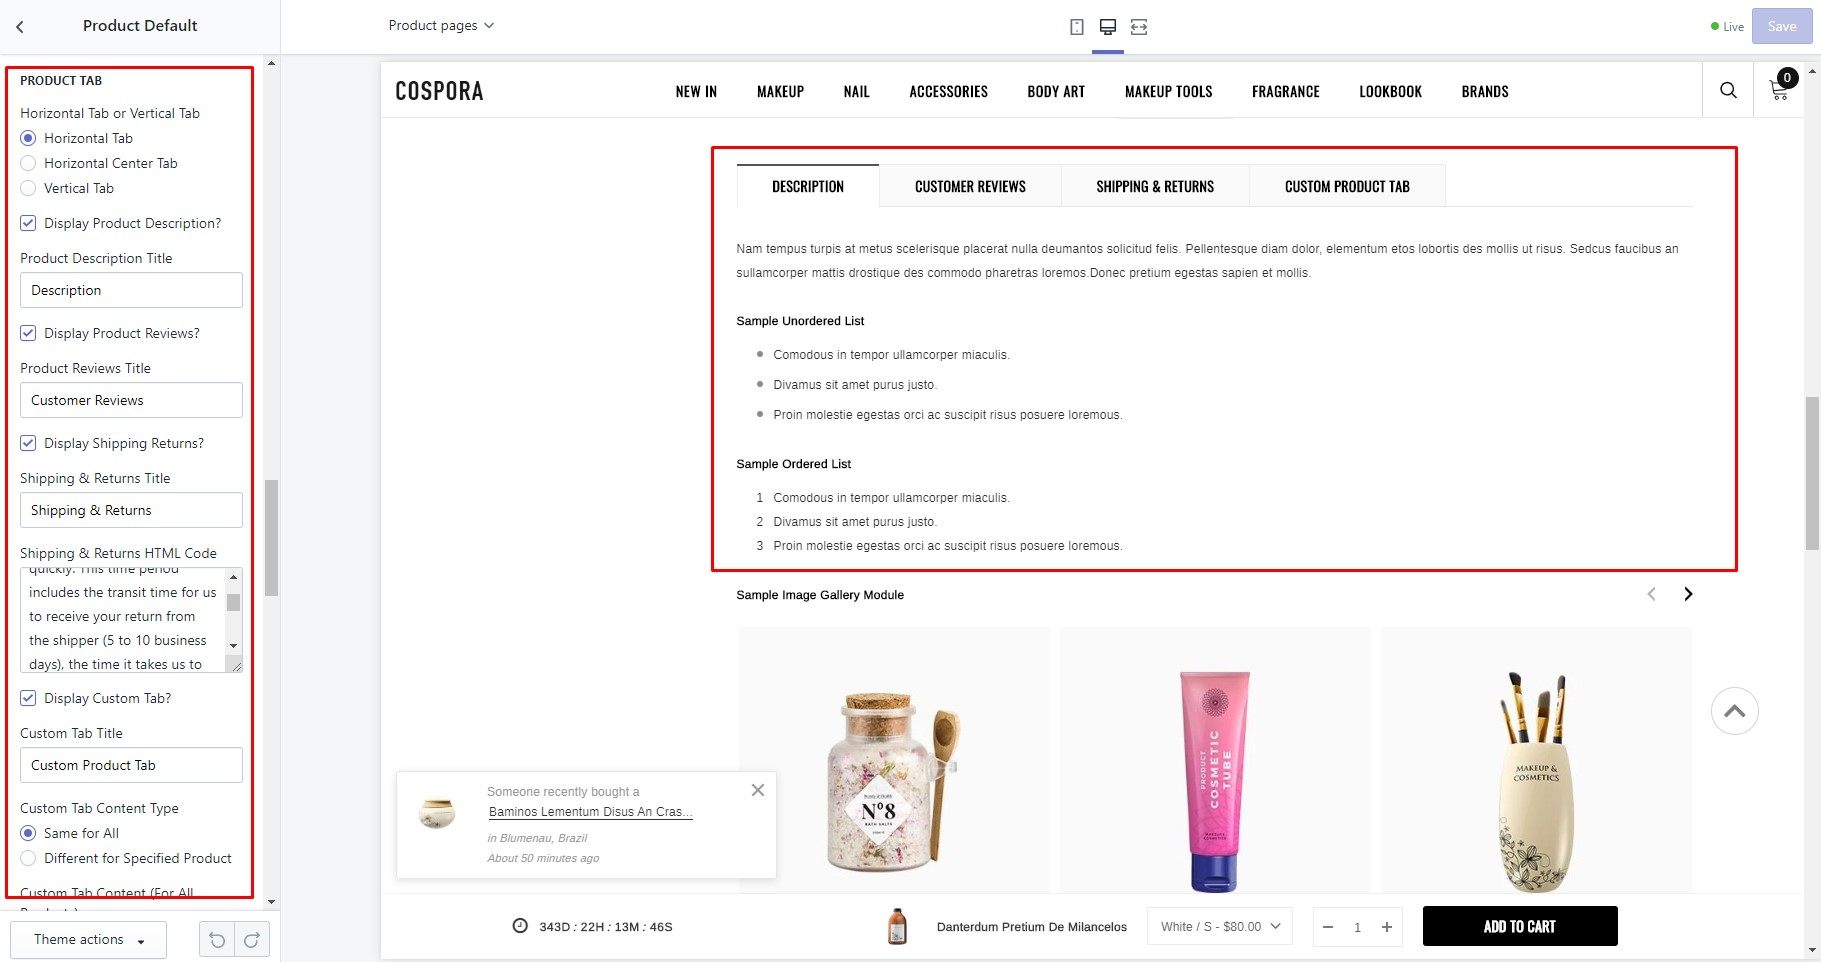 Product Default
Product pages
Live
Save
PRODUCT TAB
Horizontal Tab or Vertical Tab
Horizontal Tab
Horizontal Center Tab
Vertical Tab
Display Product Description?
Product Description Title
Description
Display Product Reviews?
Product Reviews Title
Customer Reviews
Display Shipping Returns?
Shipping & Returns Title
Shipping & Returns
Shipping & Returns HTML Code
quickly. This time period
includes the transit time for us
to receive your return from
the shipper (5 to 10 business
days), the time it takes us to
Display Custom Tab?
Custom Tab Title
Custom Product Tab
Custom Tab Content Type
Same for All
Different for Specified Product
Custom Tab Content (For All
Theme actions
COSPORA
NEW IN
MAKEUP
NAIL
ACCESSORIES
BODY ART
MAKEUP TOOLS
FRAGRANCE
LOOKBOOK
BRANDS
0
DESCRIPTION
CUSTOMER REVIEWS
SHIPPING & RETURNS
CUSTOM PRODUCT TAB
Nam tempus turpis at metus scelerisque placerat nulla deumantos solicitud felis. Pellentesque diam dolor, elementum etos lobortis des mollis ut risus. Sedcus faucibus an
sullamcorper mattis drostique des commodo pharetras loremos.Donec pretium egestas sapien et mollis.
Sample Unordered List
Comodous in tempor ullamcorper miaculis.
Divamus sit amet purus justo.
Proin molestie egestas orci ac suscipit risus posuere loremous.
Sample Ordered List
1 Comodous in tempor ullamcorper miaculis.
2 Divamus sit amet purus justo.
3 Proin molestie egestas orci ac suscipit risus posuere loremous.
Sample Image Gallery Module
Nº8
BATH SALTS
PRODUCT
COSMETIC
TUBE
MAKEUP &
COSMETICS
Someone recently bought a
Baminos Lementum Disus An Cras...
in Blumenau, Brazil
About 50 minutes ago
343D : 22H : 13M : 46S
Danterdum Pretium De Milancelos
White / S - $80.00
1
ADD TO CART